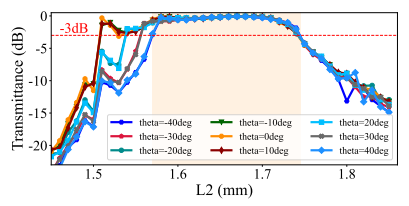 0
-5
-10
-15
-20
Transmittance (dB)
-3dB
theta=-40deg
theta=-30deg
theta=-20deg
theta=-10deg
theta=0deg
theta=10deg
theta=20deg
theta=30deg
theta=40deg
1.5 1.6 1.7 1.8
L2 (mm)